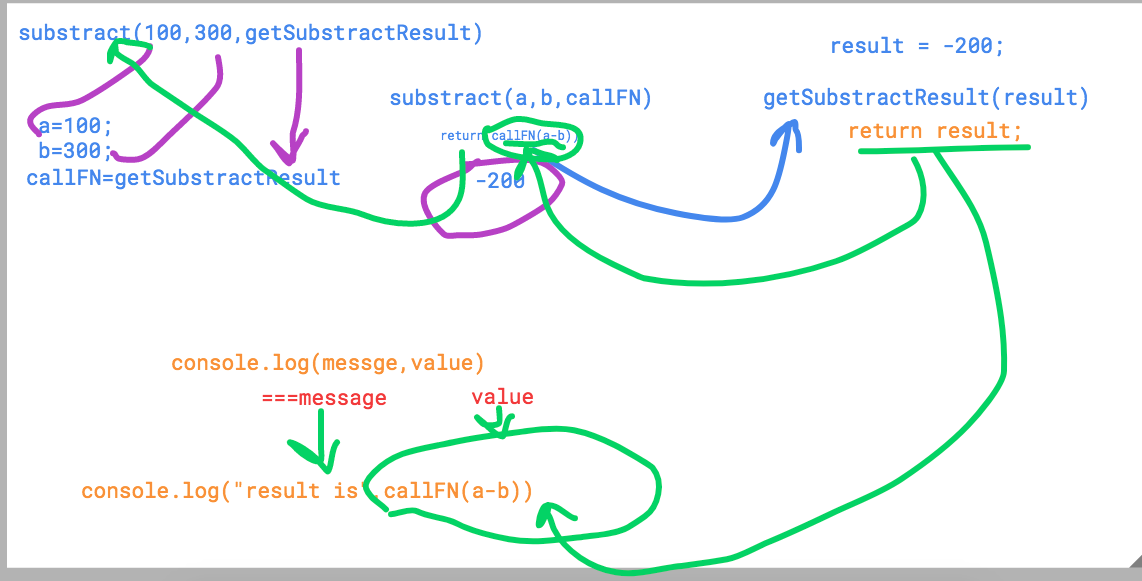 substract(100,300,getSubstractResult)
result = -200;
substract(a,b,callFN)
getSubstractResult(result)
a=100;
return callFN(a-b)
return result;
b=300;
callFN=getSubstractResult
-200
console.log(messge,value)
===message
value
console.log("result is",callFN(a-b))